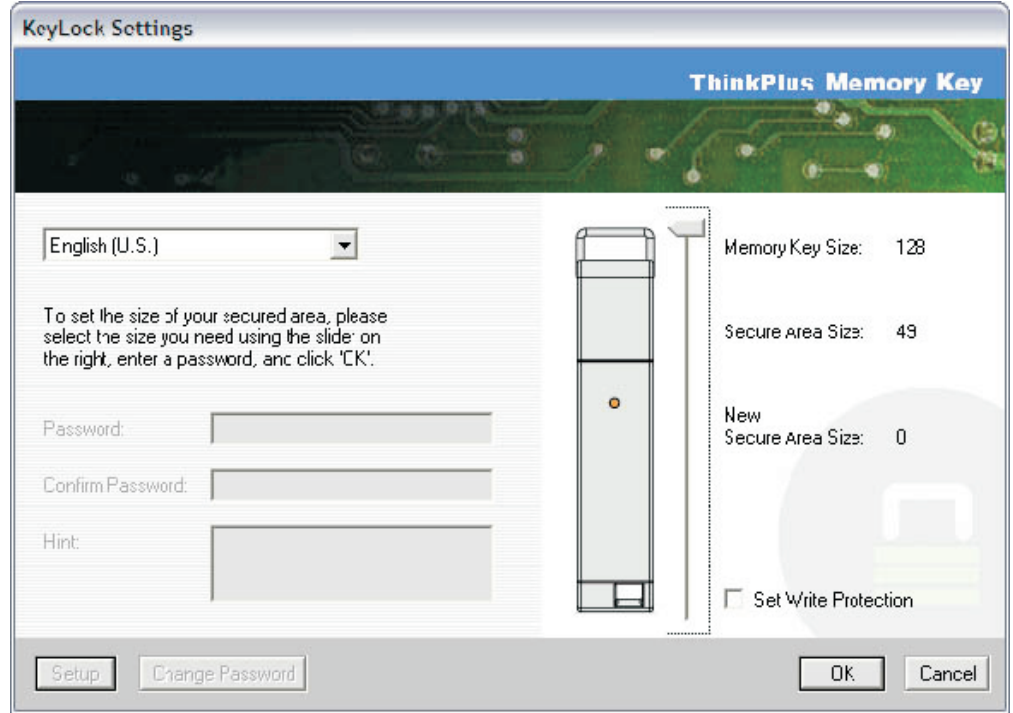 KeyLock Settings
ThinkPlus Memory Key
English (U.S.)
To set the size of your secured area, please
select the size you need using the slider on
the right, enter a password, and click 'OK'.
Password:
Confirm Password:
Hint:
Memory Key Size: 128
Secure Area Size: 49
New
Secure Area Size: 0
Set Write Protection
Setup
Change Password
OK
Cancel